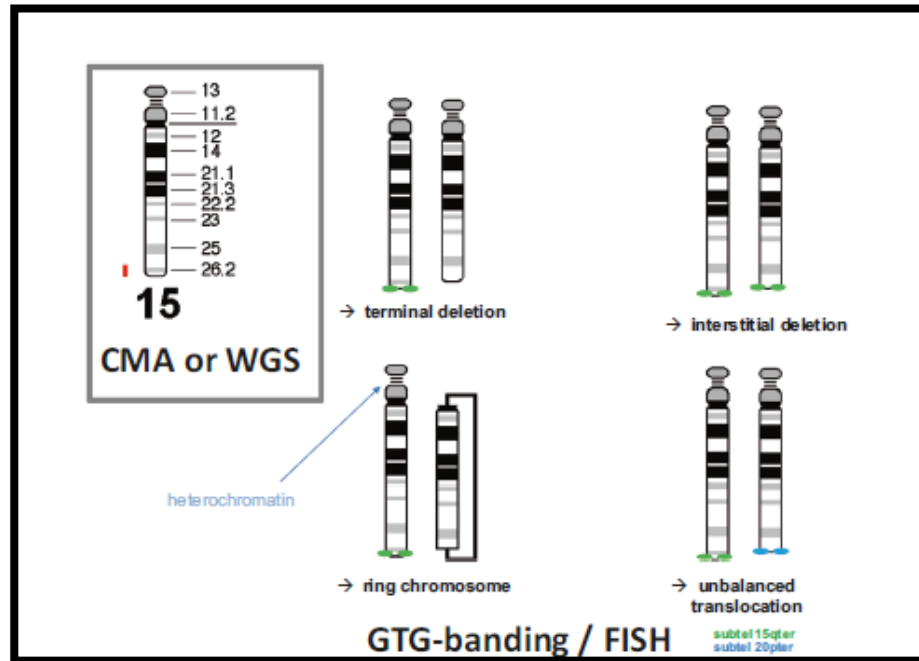 13
11.2
12
14
21.1
21.3
22.2
23
25
26.2
15
CMA or WGS
→ terminal deletion
→ interstitial deletion
heterochromatin
→ ring chromosome
→ unbalanced
translocation
GTG-banding / FISH
subtel 15qter
subtel 20pter